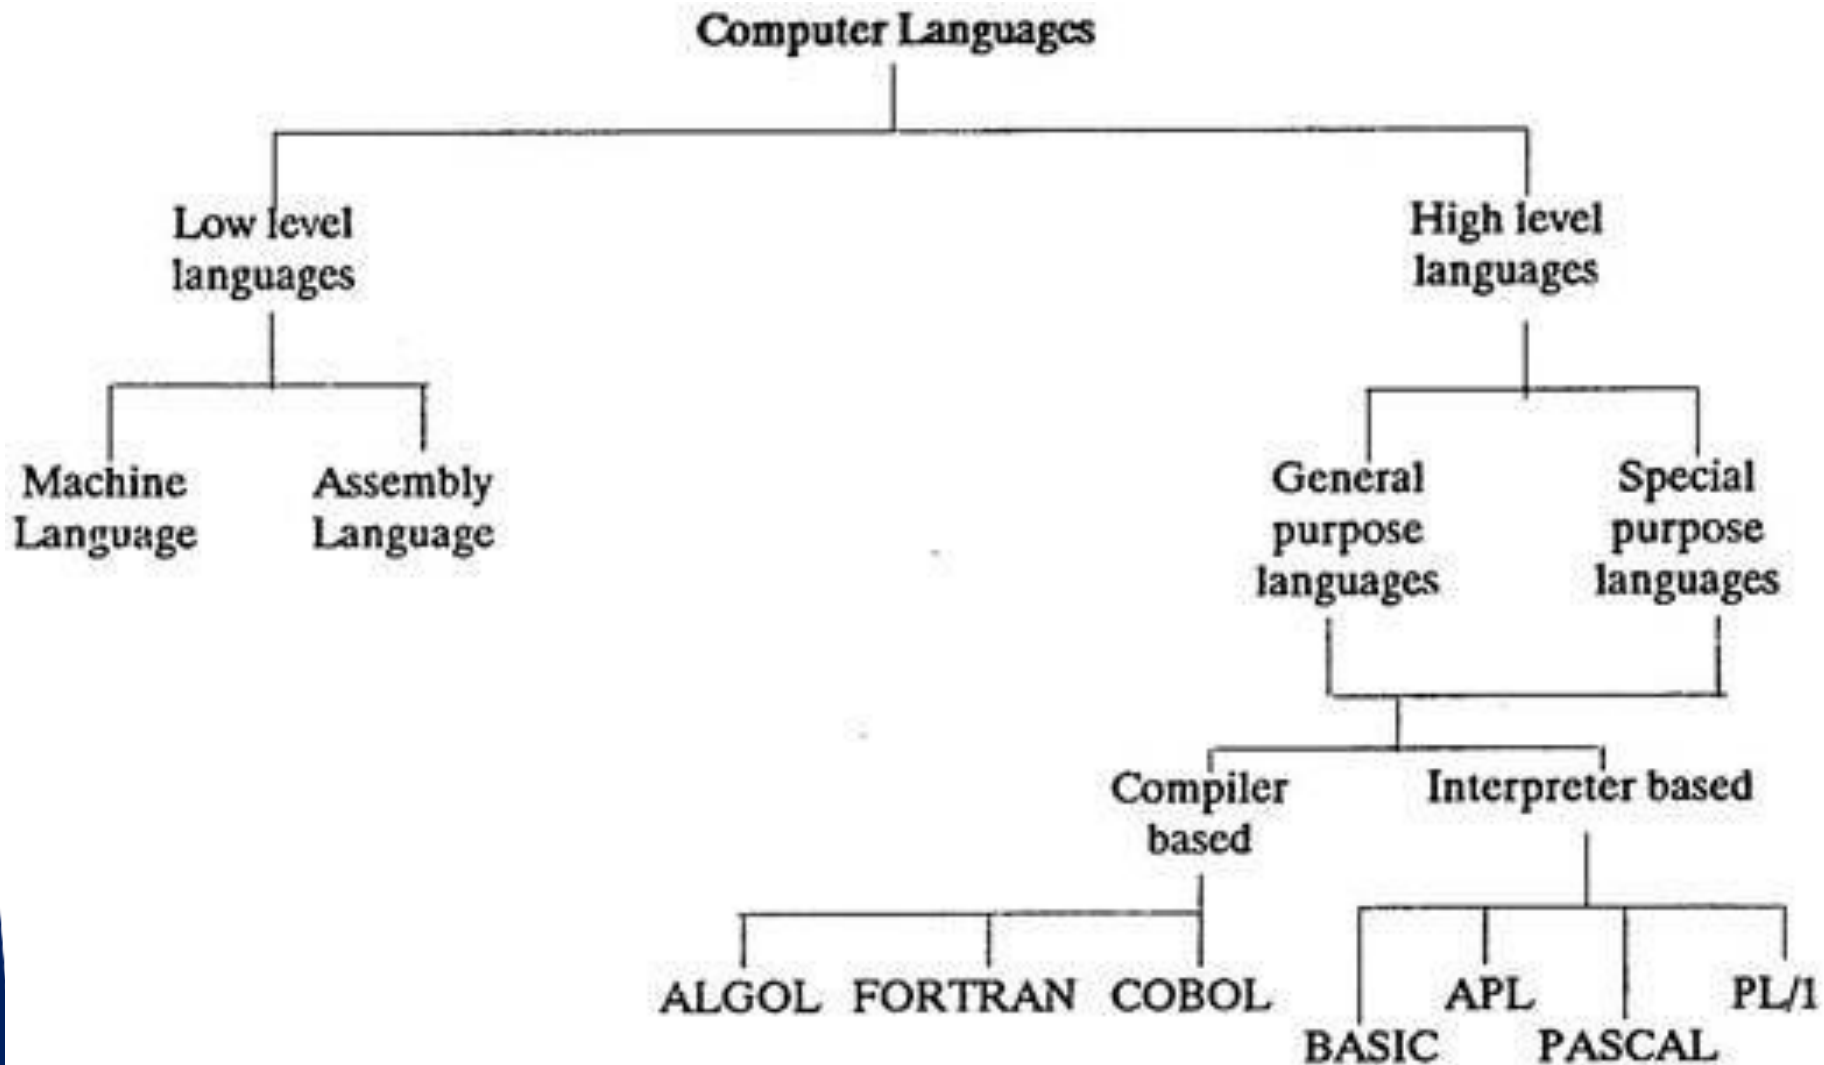 Computer Languages
Low level
languages
High level
languages
Machine
Language
Assembly
Language
General
purpose
languages
Special
purpose
languages
Compiler
based
Interpreter based
ALGOL
FORTRAN
COBOL
BASIC
APL
PASCAL
PL/1